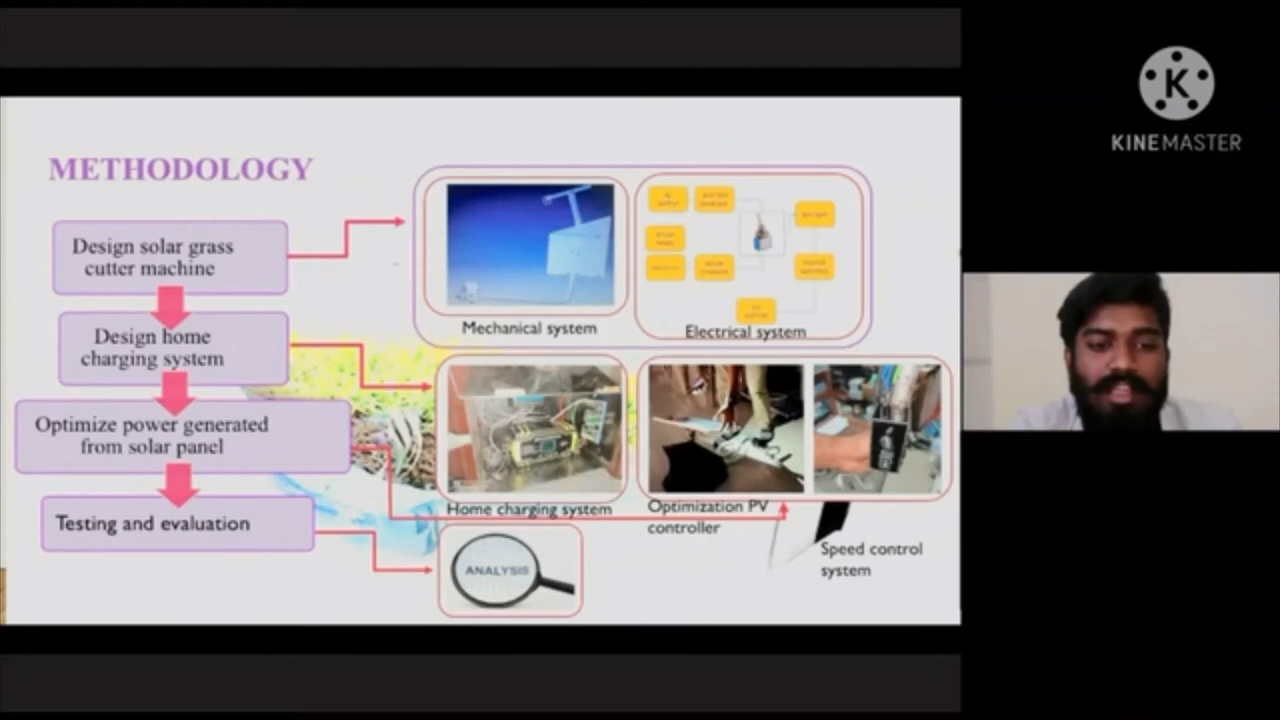 METHODOLOGY
Design solar grass
cutter machine
Design home
charging system
Optimize power generated
from solar panel
Testing and evaluation
Mechanical system
Electrical system
Home charging system
Optimization PV
controller
Speed control
system
ANALYSIS
K
KINEMASTER